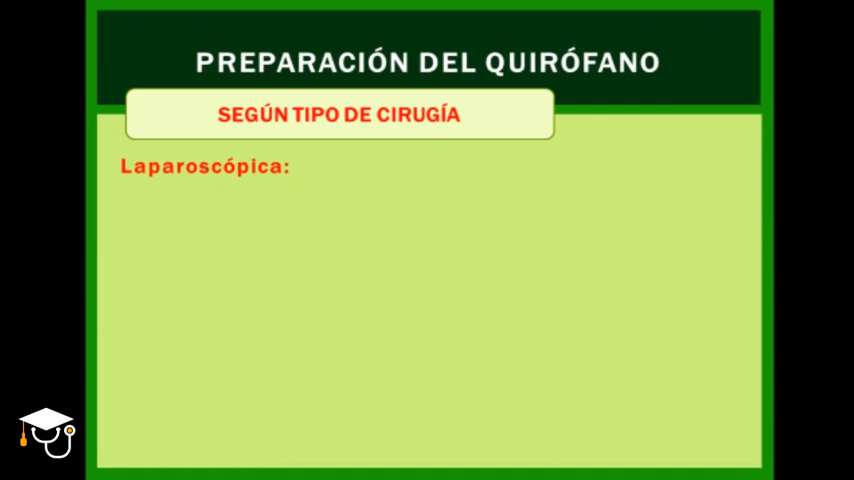 PREPARACIÓN DEL QUIRÓFANO
SEGÚN TIPO DE CIRUGÍA
Laparoscópica: